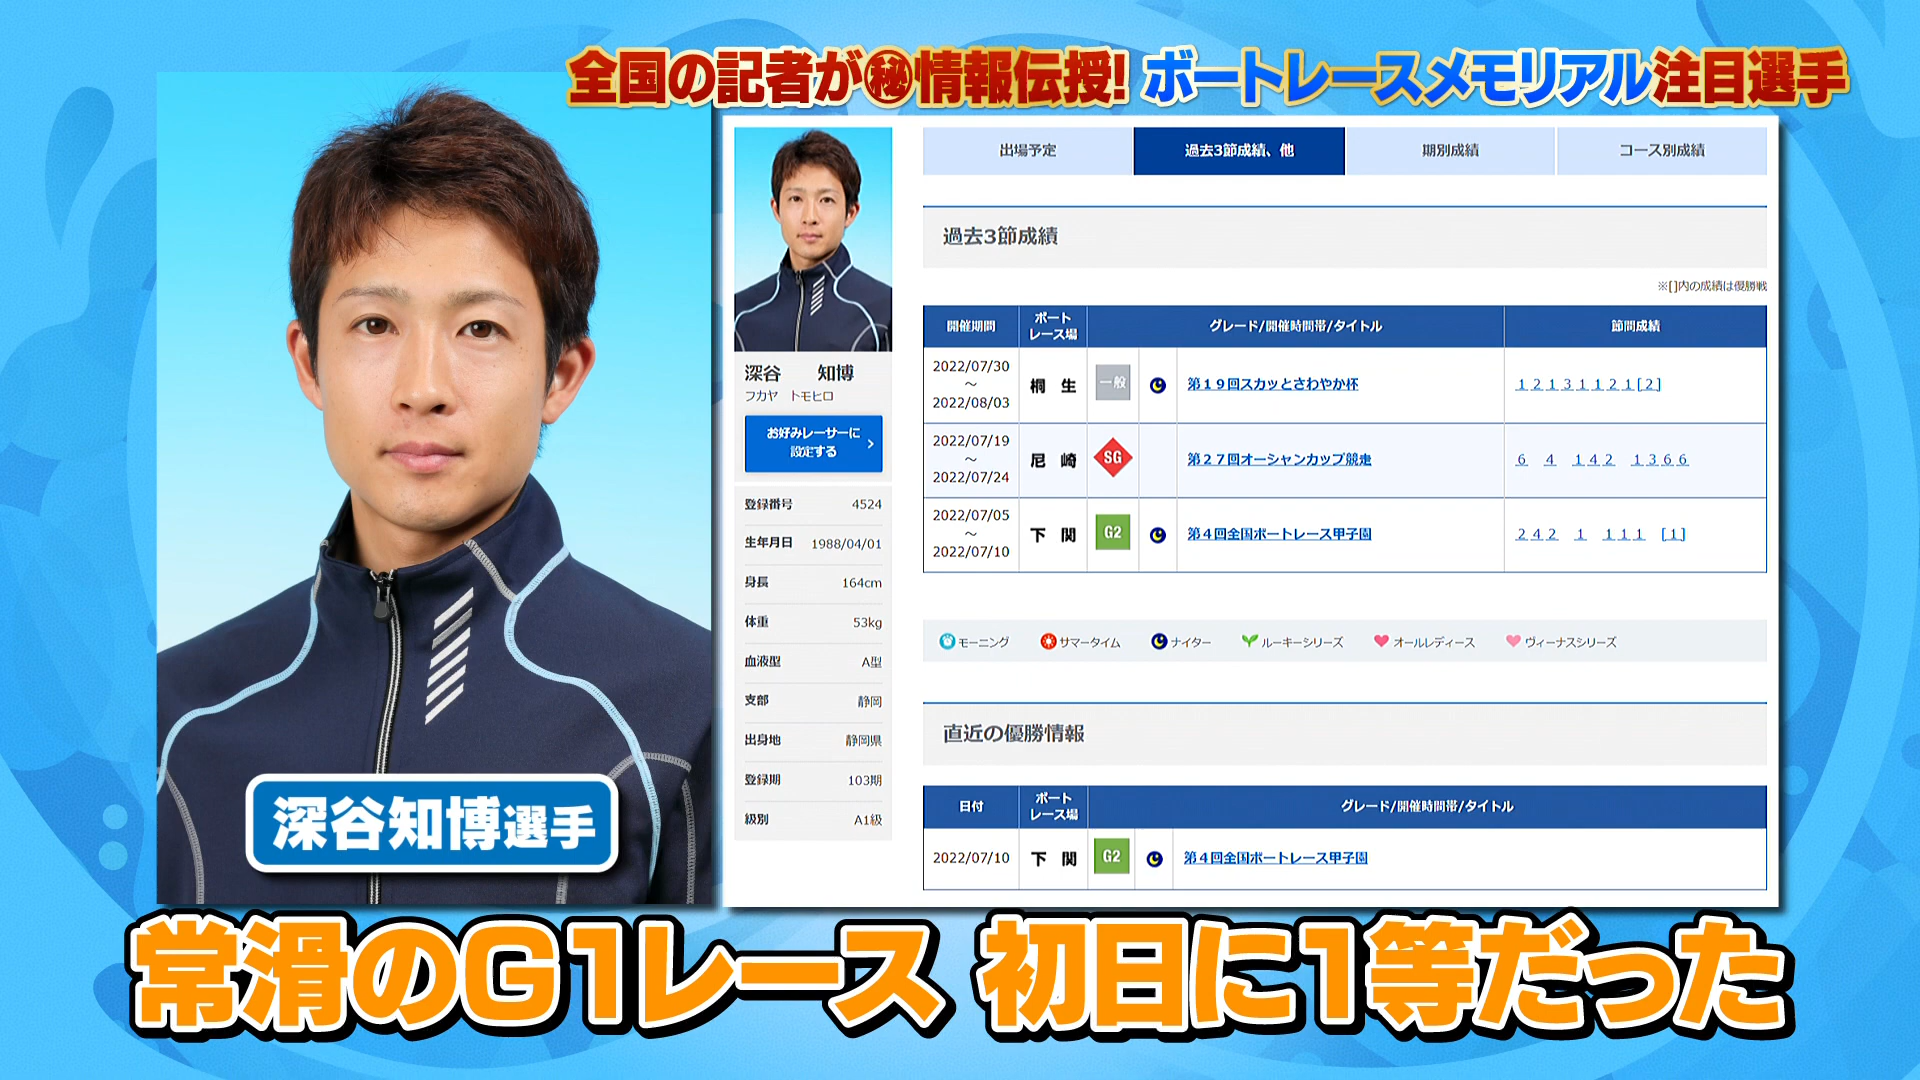 全国の記者が㊙情報伝授! ボートレースメモリアル注目選手
深谷知博選手
深谷 知博
フカヤ トモヒロ
お好みレーサーに
設定する
登録番号 4524
生年月日 1988/04/01
身長 164cm
体重 53kg
血液型 A型
支部 静岡
出身地 静岡県
登録期 103期
級別 A1級
出場予定 過去3節成績、他 期別成績 コース別成績
過去3節成績
※[]内の成績は優勝戦
開催期間 ボートレース場 グレード/開催時間帯/タイトル 節間成績
2022/07/30～2022/08/03 桐生 一般 第19回スカッとさわやか杯 1 2 1 3 1 1 2 1 [2]
2022/07/19～2022/07/24 尼崎 SG 第27回オーシャンカップ競走 6 4 1 4 2 1 3 6 6
2022/07/05～2022/07/10 下関 G2 第4回全国ボートレース甲子園 2 4 2 1 1 1 1 [1]
モーニング サマータイム ナイター ルーキーシリーズ オールレディース ヴィーナスシリーズ
直近の優勝情報
日付 ボートレース場 グレード/開催時間帯/タイトル
2022/07/10 下関 G2 第4回全国ボートレース甲子園
常滑のG1レース 初日に1等だった